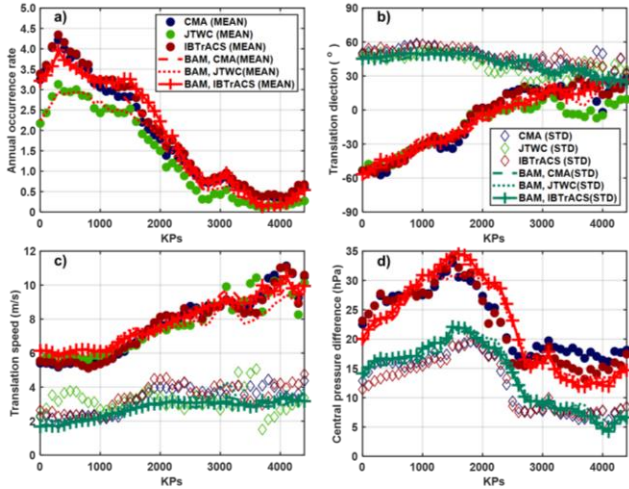 a)
CMA (MEAN)
JTWC (MEAN)
IBTrACS (MEAN)
BAM, CMA(MEAN)
BAM, JTWC(MEAN)
BAM, IBTrACS (MEAN)
Annual occurrence rate
5.0
4.5
4.0
3.5
3.0
2.5
2.0
1.5
1.0
0.5
0
0 1000 2000 3000 4000
KPs
b)
Translation diection (°)
90
60
30
0
-30
-60
-90
CMA (STD)
JTWC (STD)
IBTrACS (STD)
BAM, CMA(STD)
BAM, JTWC(STD)
BAM, IBTrACS(STD)
0 1000 2000 3000 4000
KPs
c)
Translation speed (m/s)
12
10
8
6
4
2
0
0 1000 2000 3000 4000
KPs
d)
Central pressure difference (hPa)
35
30
25
20
15
10
5
0
0 1000 2000 3000 4000
KPs